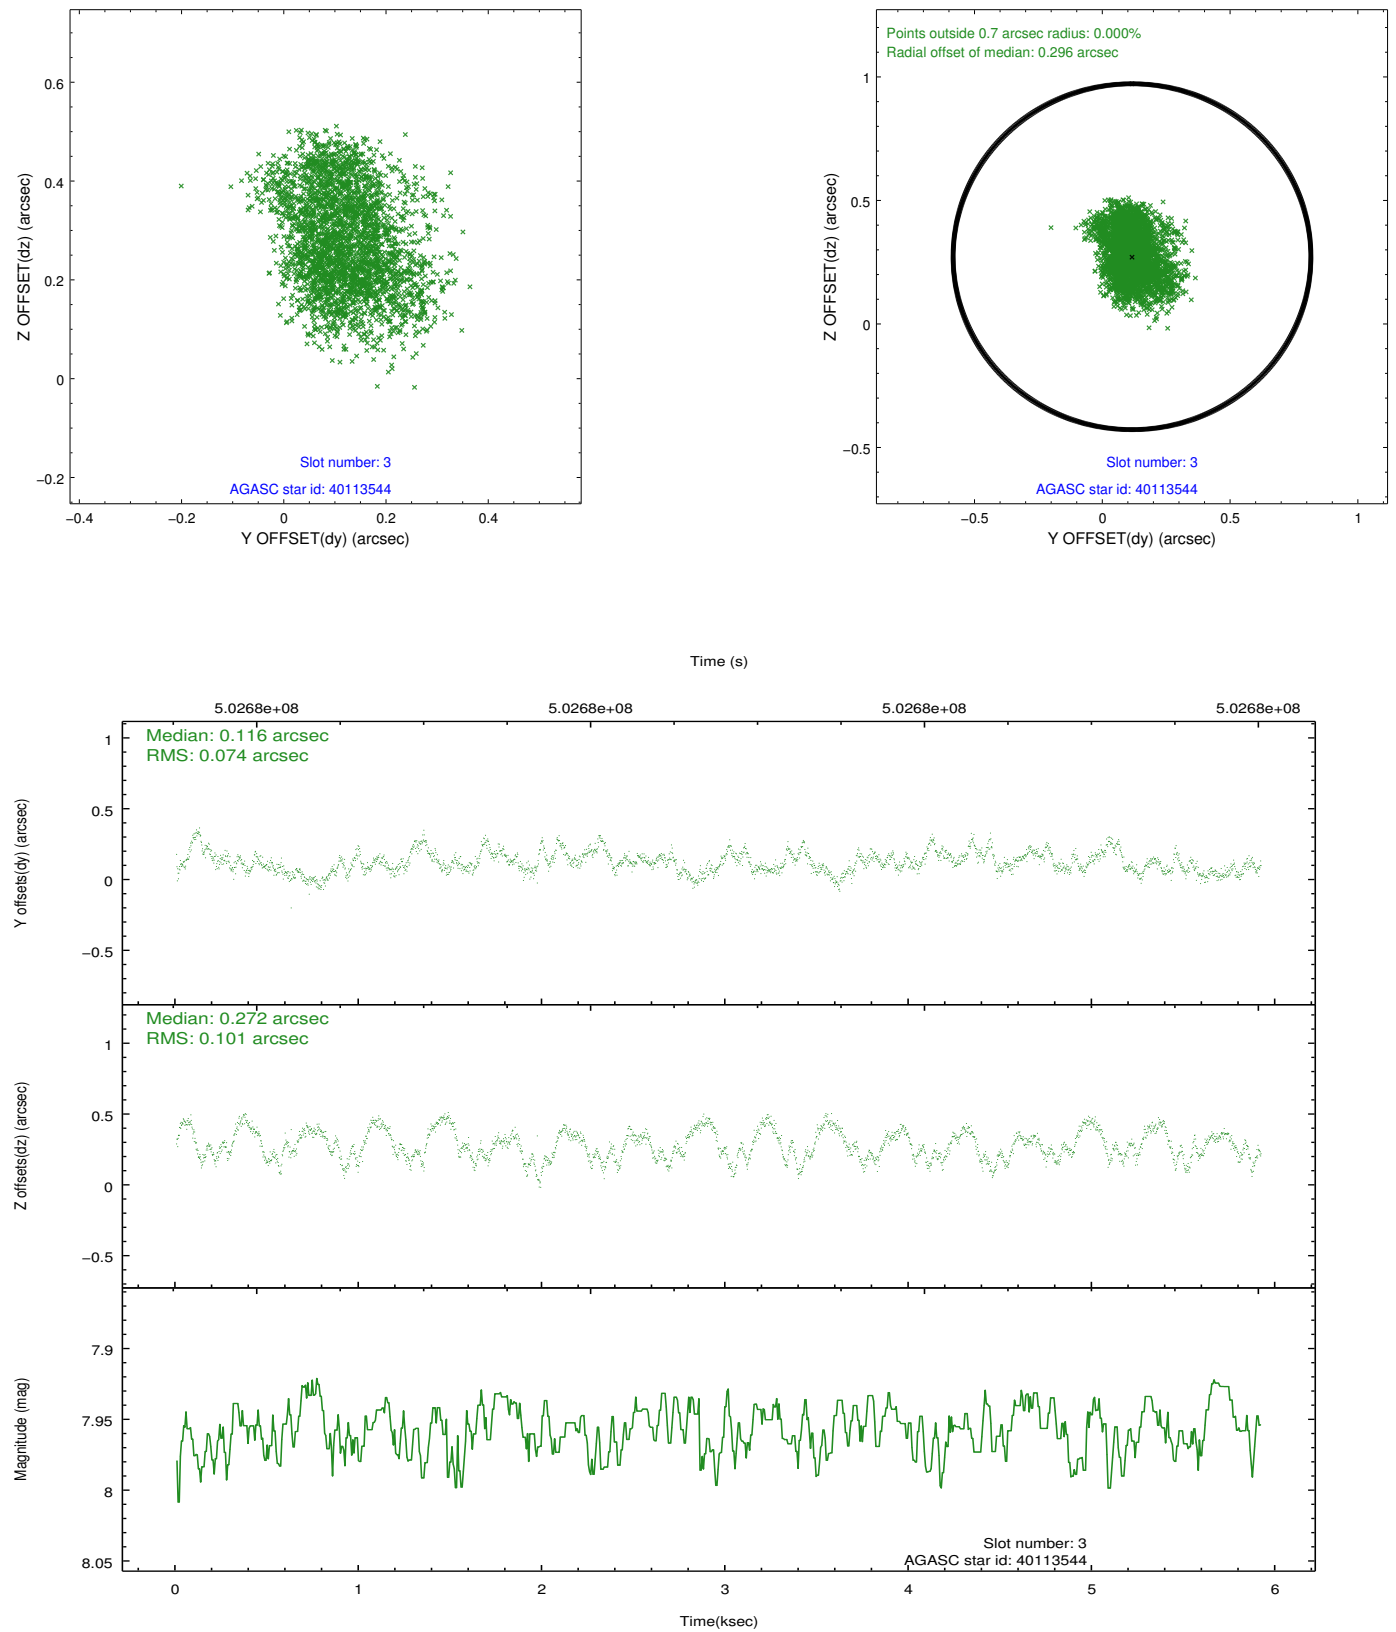 0.6
0.4
0.2
0
−0.2
Z OFFSET(dz) (arcsec)
Slot number: 3
AGASC star id: 40113544
−0.4 −0.2 0 0.2 0.4
Y OFFSET(dy) (arcsec)
Points outside 0.7 arcsec radius: 0.000%
Radial offset of median: 0.296 arcsec
1
0.5
0
−0.5
Z OFFSET(dz) (arcsec)
Slot number: 3
AGASC star id: 40113544
−0.5 0 0.5 1
Y OFFSET(dy) (arcsec)
Time (s)
5.0268e+08 5.0268e+08 5.0268e+08 5.0268e+08
Median: 0.116 arcsec
RMS: 0.074 arcsec
1
0.5
0
−0.5
Y offsets(dy) (arcsec)
Median: 0.272 arcsec
RMS: 0.101 arcsec
1
0.5
0
−0.5
Z offsets(dz) (arcsec)
7.9
7.95
8
8.05
Magnitude (mag)
Slot number: 3
AGASC star id: 40113544
0 1 2 3 4 5 6
Time(ksec)